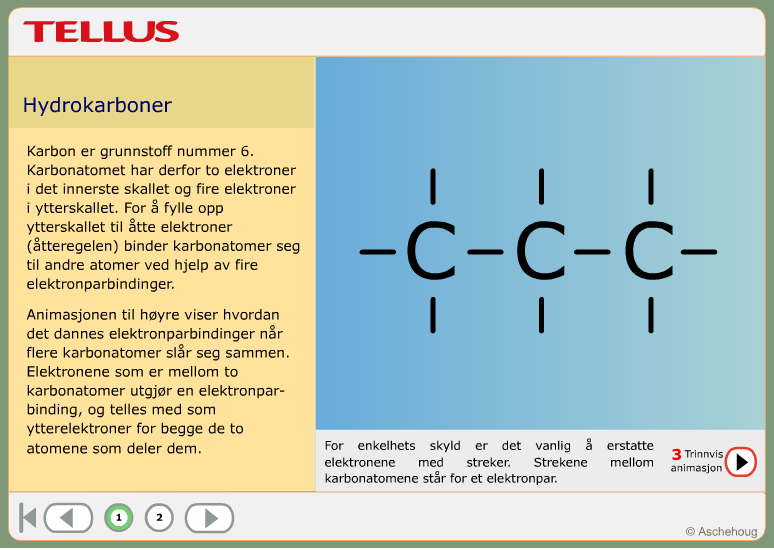 TELLUS
Hydrokarboner
Karbon er grunnstoff nummer 6.
Karbonatomet har derfor to elektroner
i det innerste skallet og fire elektroner
i ytterskallet. For å fylle opp
ytterskallet til åtte elektroner
(åtteregelen) binder karbonatomer seg
til andre atomer ved hjelp av fire
elektronparbindinger.
Animasjonen til høyre viser hvordan
det dannes elektronparbindinger når
flere karbonatomer slår seg sammen.
Elektronene som er mellom to
karbonatomer utgjør en elektronpar-
binding, og telles med som
ytterelektroner for begge de to
atomene som deler dem.
C C C
For enkelhets skyld er det vanlig å erstatte
elektronene med streker. Strekene mellom
karbonatomene står for et elektronpar.
3 Trinnvis
animasjon
1 2
© Aschehoug